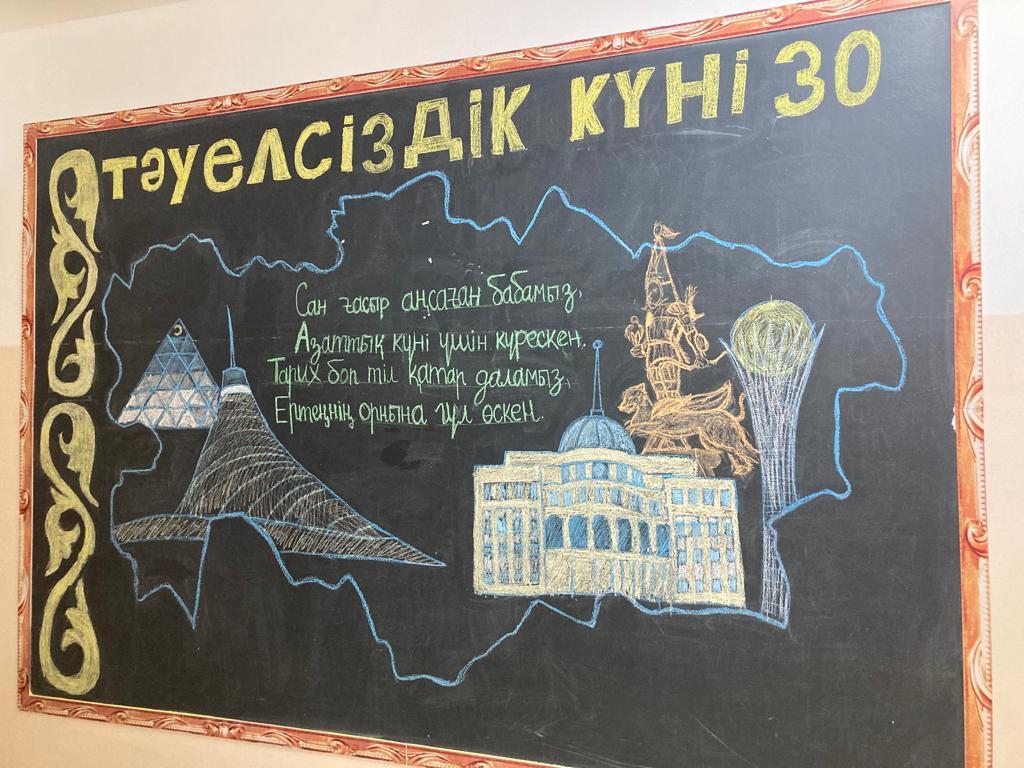 тәуелсіздік күні 30
Сан ғасыр аңсаған бабамыз,
Азаттық күні үшін күрескен.
Тарих боп тіл қатар даламыз,
Ертеңнің орнына гүл өскен.